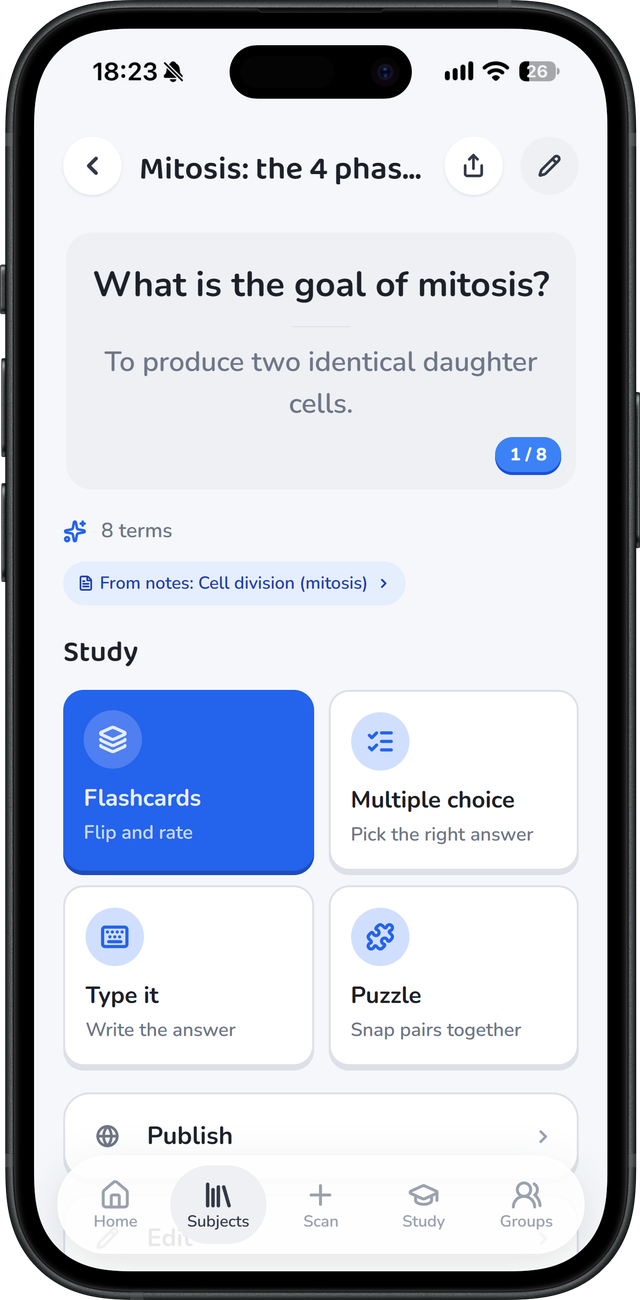 18:23
26
Mitosis: the 4 phas...
What is the goal of mitosis?
To produce two identical daughter
cells.
1 / 8
8 terms
From notes: Cell division (mitosis)
Study
Flashcards
Flip and rate
Multiple choice
Pick the right answer
Type it
Write the answer
Puzzle
Snap pairs together
Publish
Edit
Home
Subjects
Scan
Study
Groups